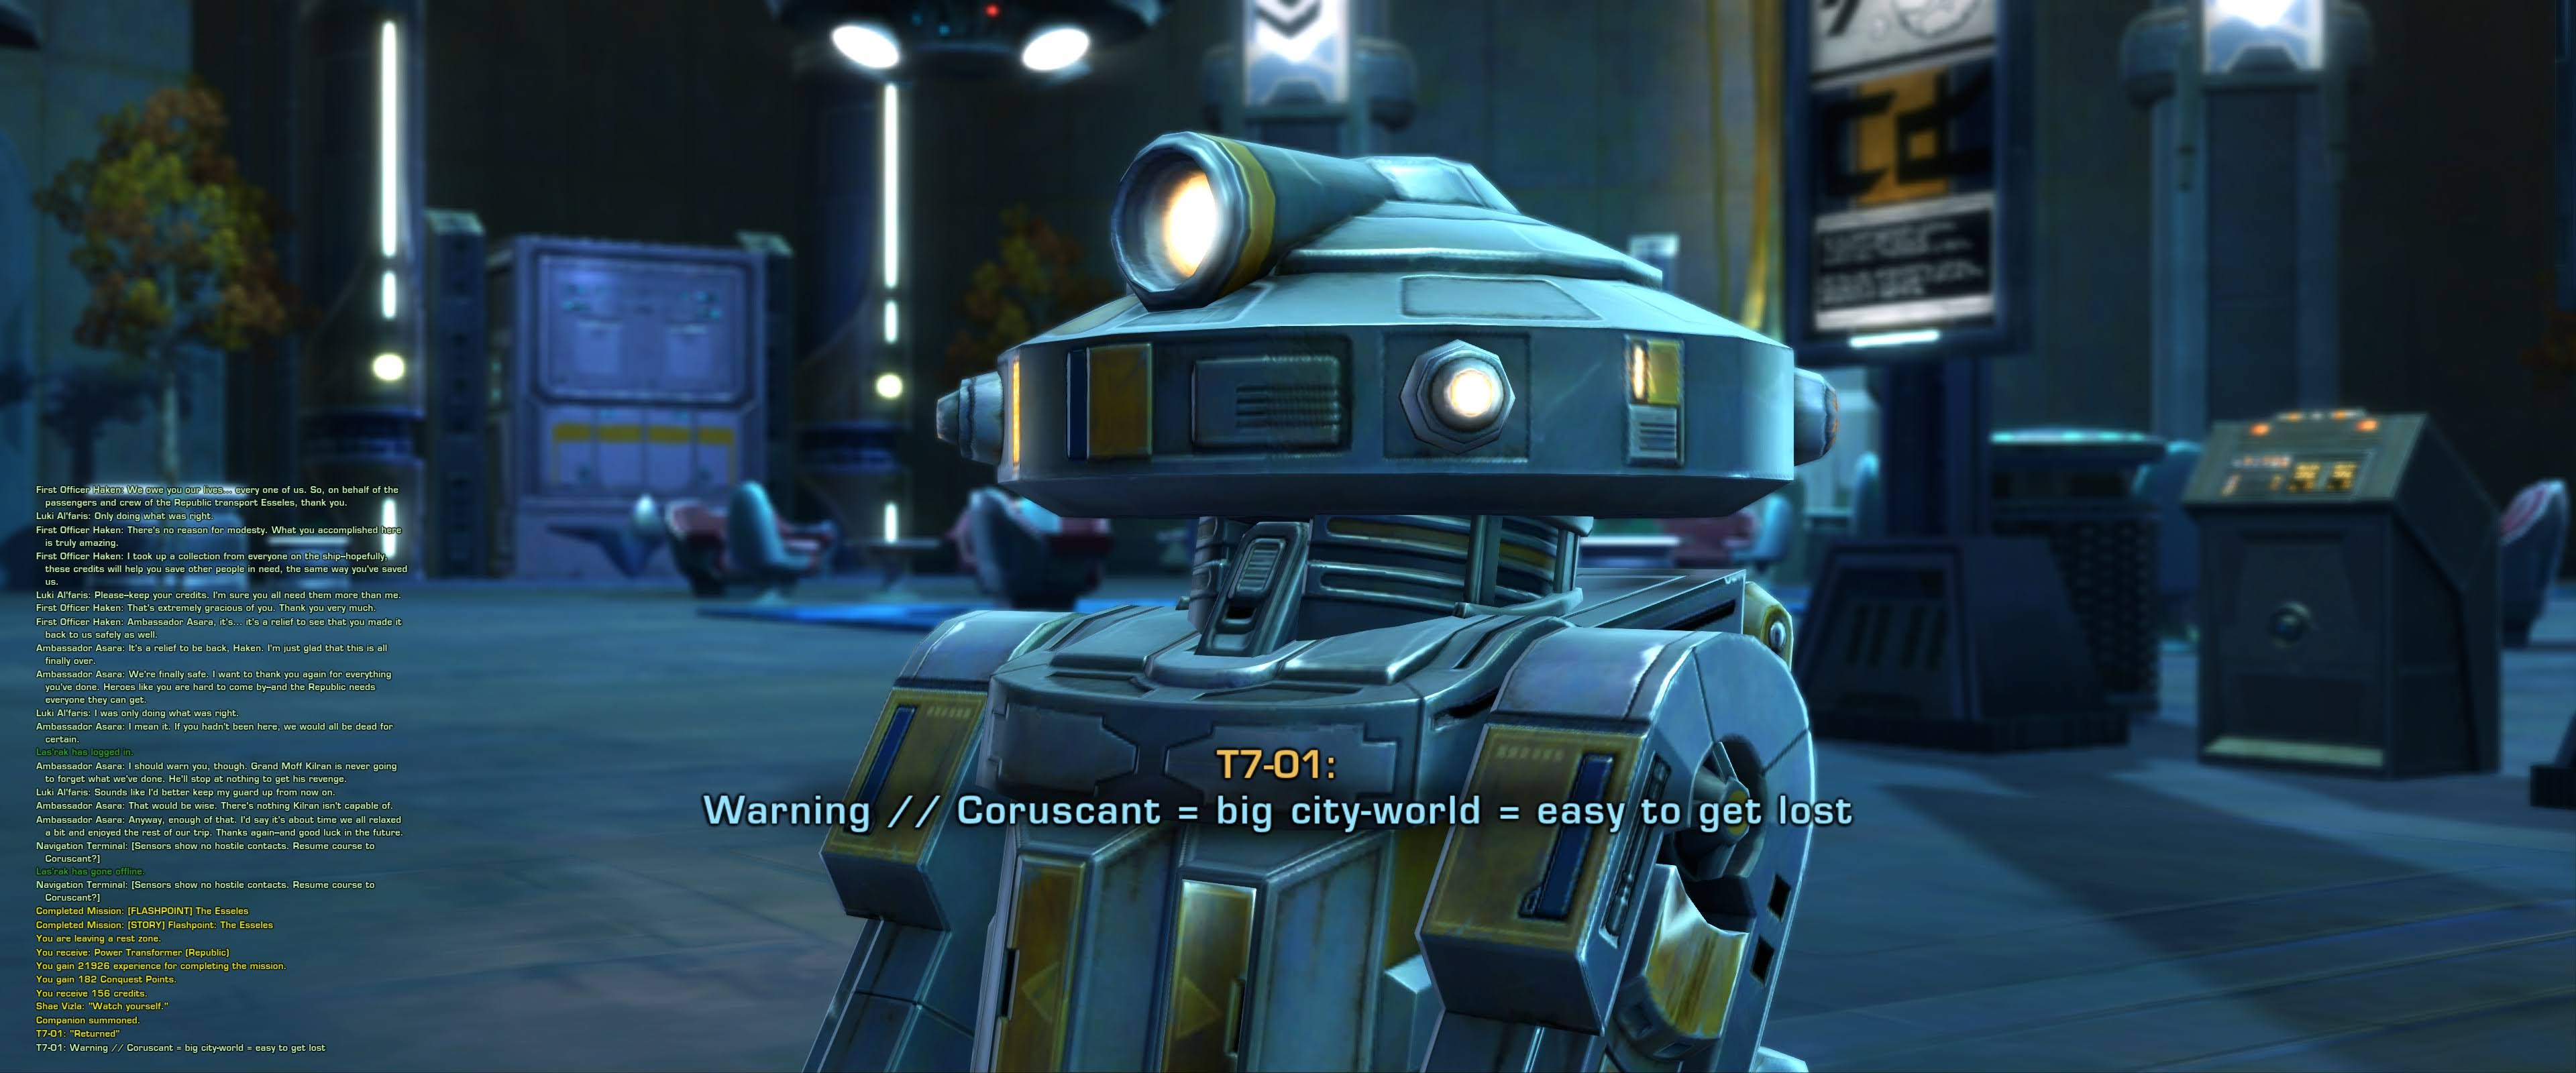 First Officer Haken: We owe you our lives... every one of us. So, on behalf of the
passengers and crew of the Republic transport Esseles, thank you.
Luki Al'faris: Only doing what was right.
First Officer Haken: There's no reason for modesty. What you accomplished here
is truly amazing.
First Officer Haken: I took up a collection from everyone on the ship—hopefully,
these credits will help you save other people in need, the same way you've saved
us.
Luki Al'faris: Please—keep your credits. I'm sure you all need them more than me.
First Officer Haken: That's extremely gracious of you. Thank you very much.
First Officer Haken: Ambassador Asara, it's... it's a relief to see that you made it
back to us safely as well.
Ambassador Asara: It's a relief to be back, Haken. I'm just glad that this is all
finally over.
Ambassador Asara: We're finally safe. I want to thank you again for everything
you've done. Heroes like you are hard to come by—and the Republic needs
everyone they can get.
Luki Al'faris: I was only doing what was right.
Ambassador Asara: I mean it. If you hadn't been here, we would all be dead for
certain.
Las'rak has logged in.
Ambassador Asara: I should warn you, though. Grand Moff Kilran is never going
to forget what we've done. He'll stop at nothing to get his revenge.
Luki Al'faris: Sounds like I'd better keep my guard up from now on.
Ambassador Asara: That would be wise. There's nothing Kilran isn't capable of.
Ambassador Asara: Anyway, enough of that. I'd say it's about time we all relaxed
a bit and enjoyed the rest of our trip. Thanks again—and good luck in the future.
Navigation Terminal: [Sensors show no hostile contacts. Resume course to
Coruscant?]
Las'rak has gone offline.
Navigation Terminal: [Sensors show no hostile contacts. Resume course to
Coruscant?]
Completed Mission: [FLASHPOINT] The Esseles
Completed Mission: [STORY] Flashpoint: The Esseles
You are leaving a rest zone.
You receive: Power Transformer (Republic)
You gain 21926 experience for completing the mission.
You gain 182 Conquest Points.
You receive 156 credits.
Shae Vizla: "Watch yourself."
Companion summoned.
T7-01: "Returned"
T7-01: Warning // Coruscant = big city-world = easy to get lost
T7-01:
Warning // Coruscant = big city-world = easy to get lost